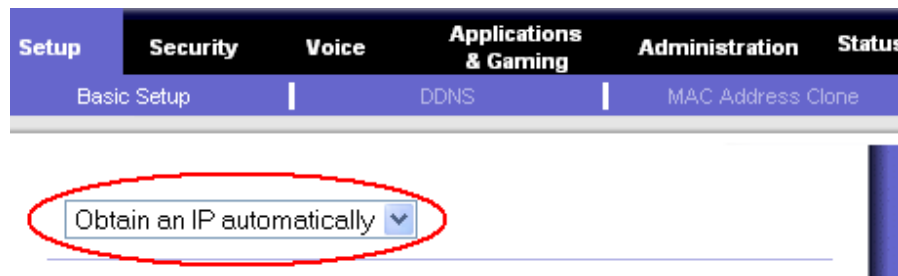 Setup Security Voice Applications & Gaming Administration Status
Basic Setup DDNS MAC Address Clone
Obtain an IP automatically